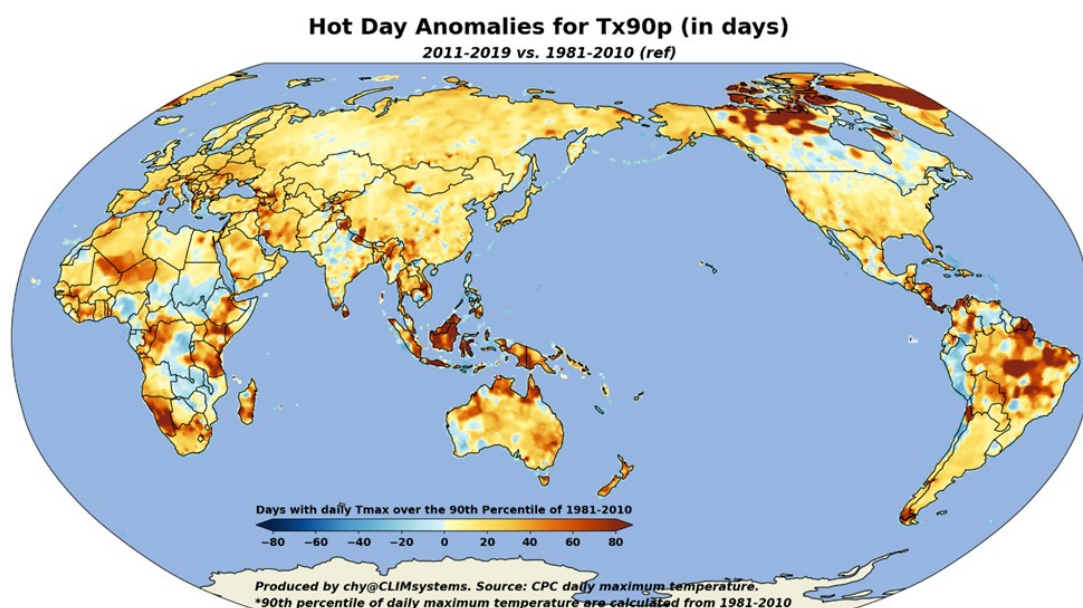 Hot Day Anomalies for Tx90p (in days)
2011-2019 vs. 1981-2010 (ref)
Days with daily Tmax over the 90th Percentile of 1981-2010
−80 −60 −40 −20 0 20 40 60 80
Produced by chy@CLIMsystems. Source: CPC daily maximum temperature.
*90th percentile of daily maximum temperature are calculated from 1981-2010